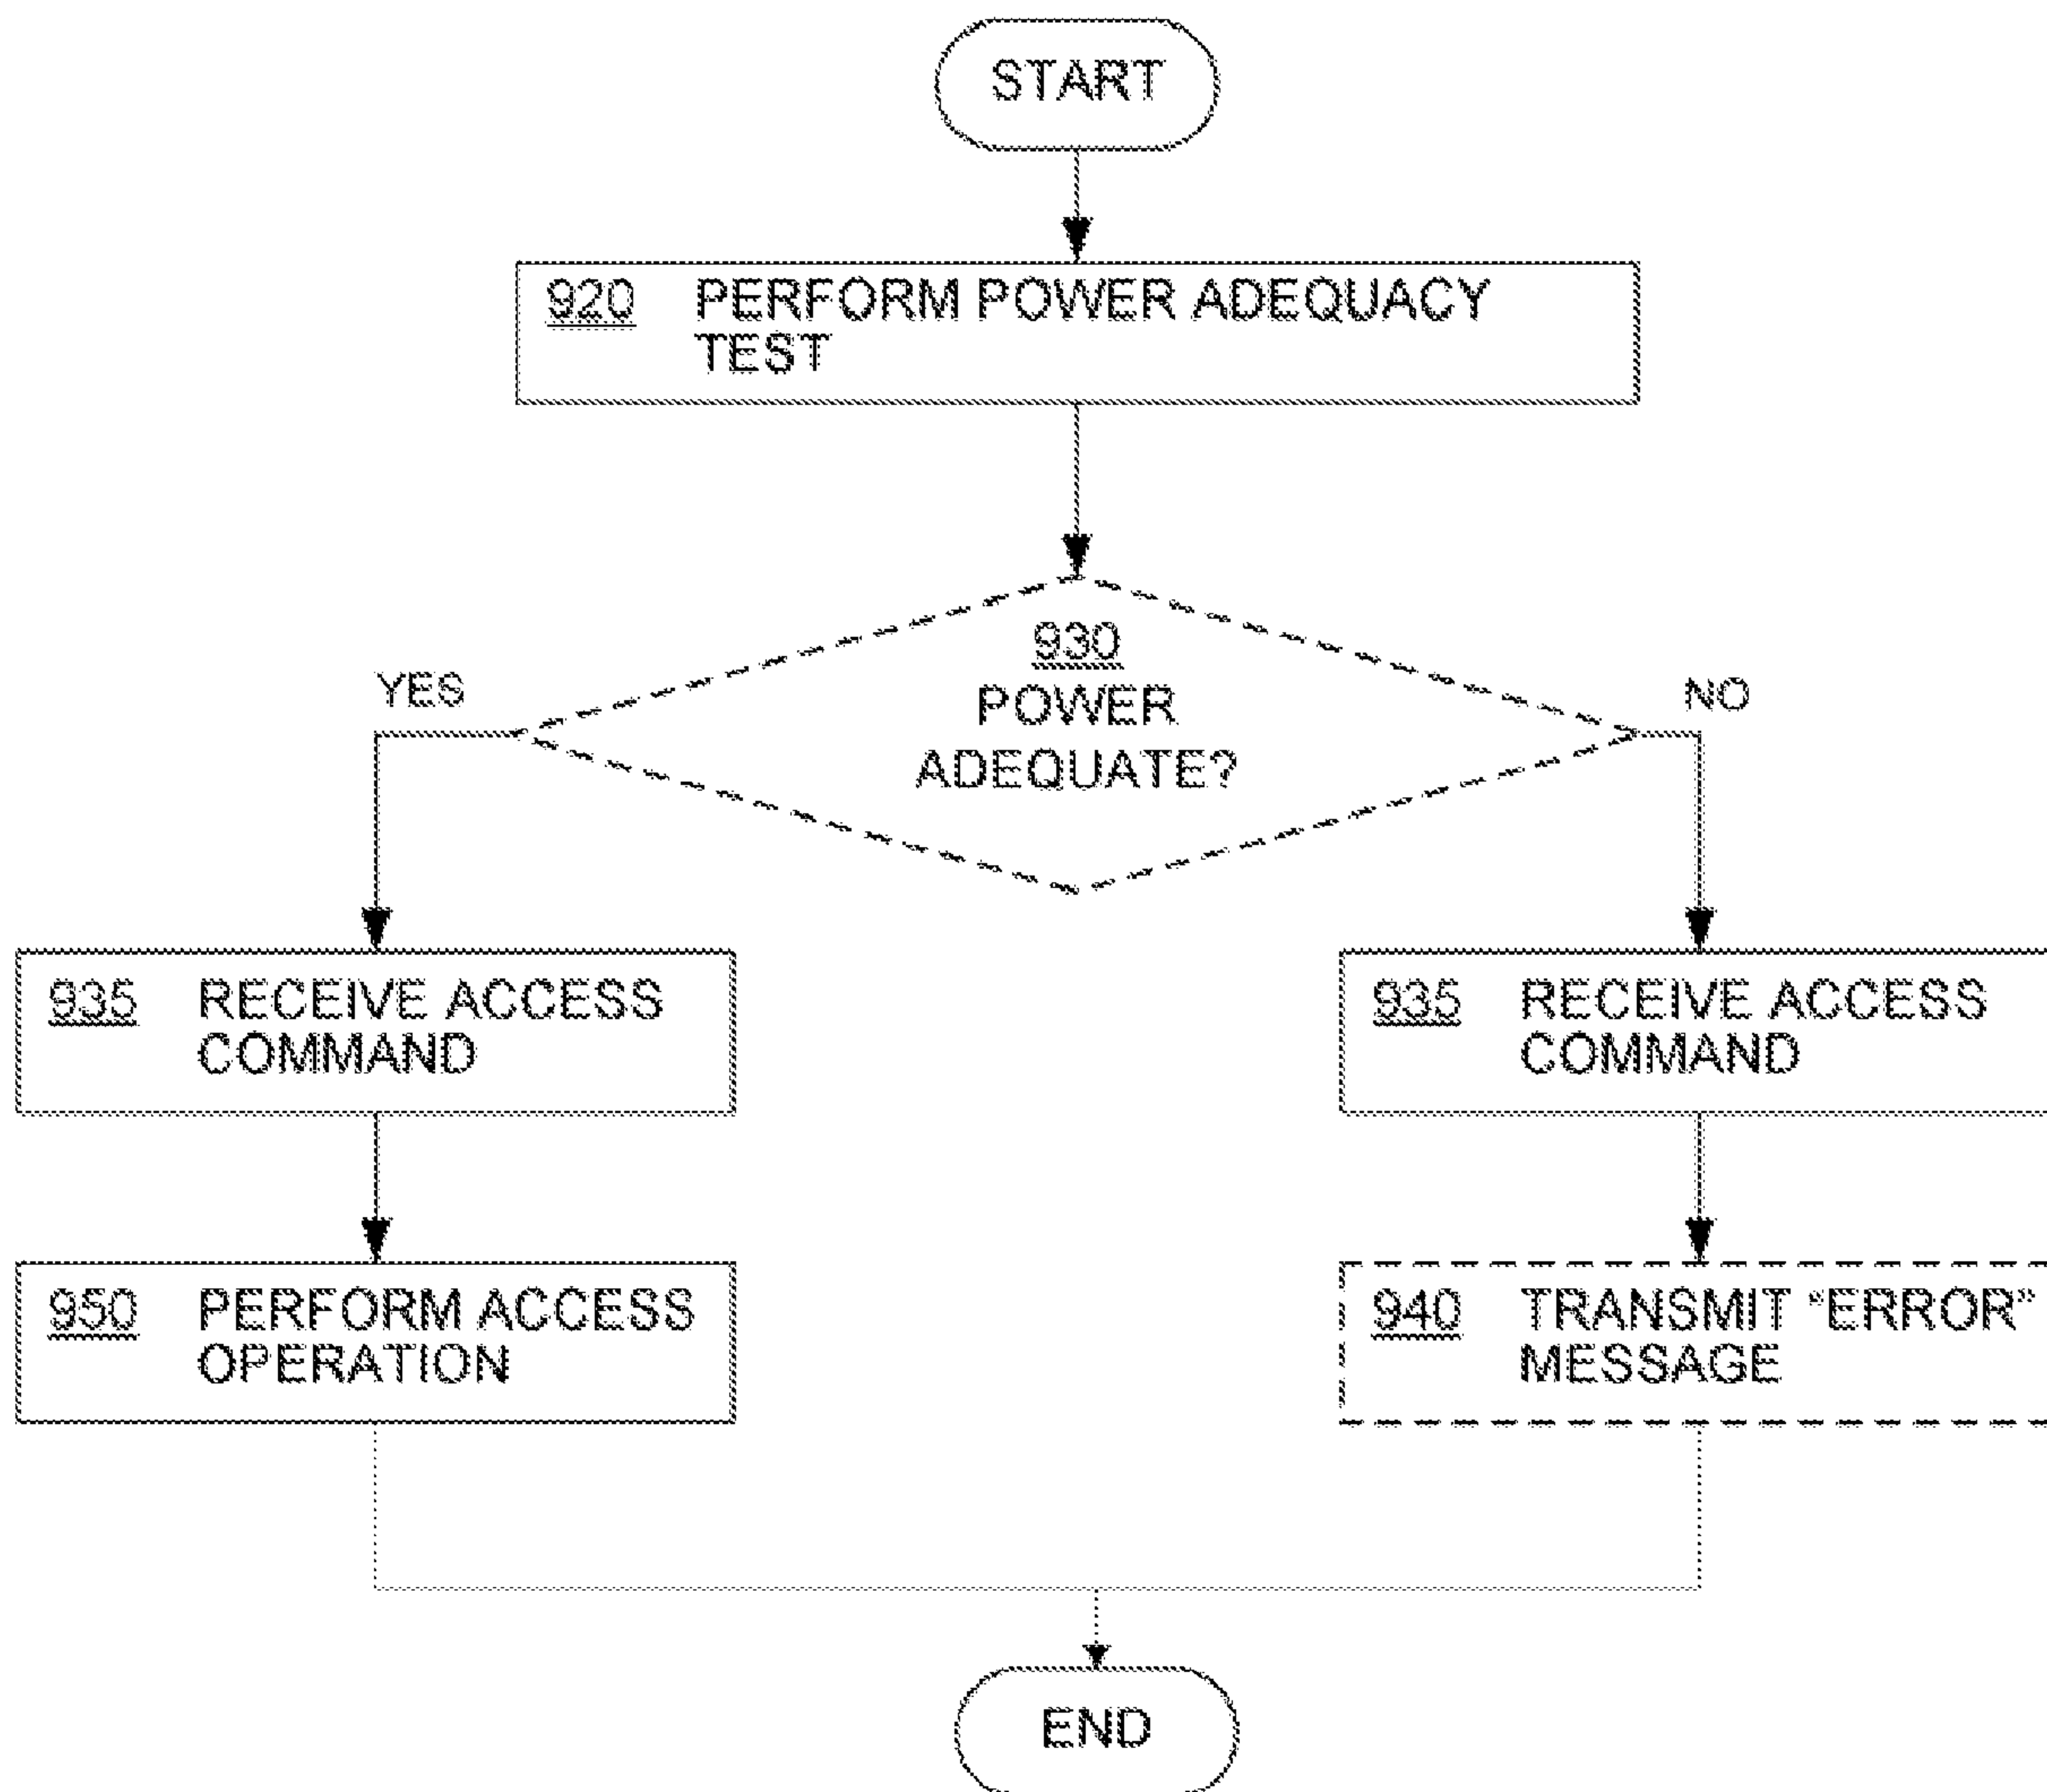 START
920 PERFORM POWER ADEQUACY
TEST
930
POWER
ADEQUATE?
YES
NO
935 RECEIVE ACCESS
COMMAND
935 RECEIVE ACCESS
COMMAND
950 PERFORM ACCESS
OPERATION
940 TRANSMIT "ERROR"
MESSAGE
END